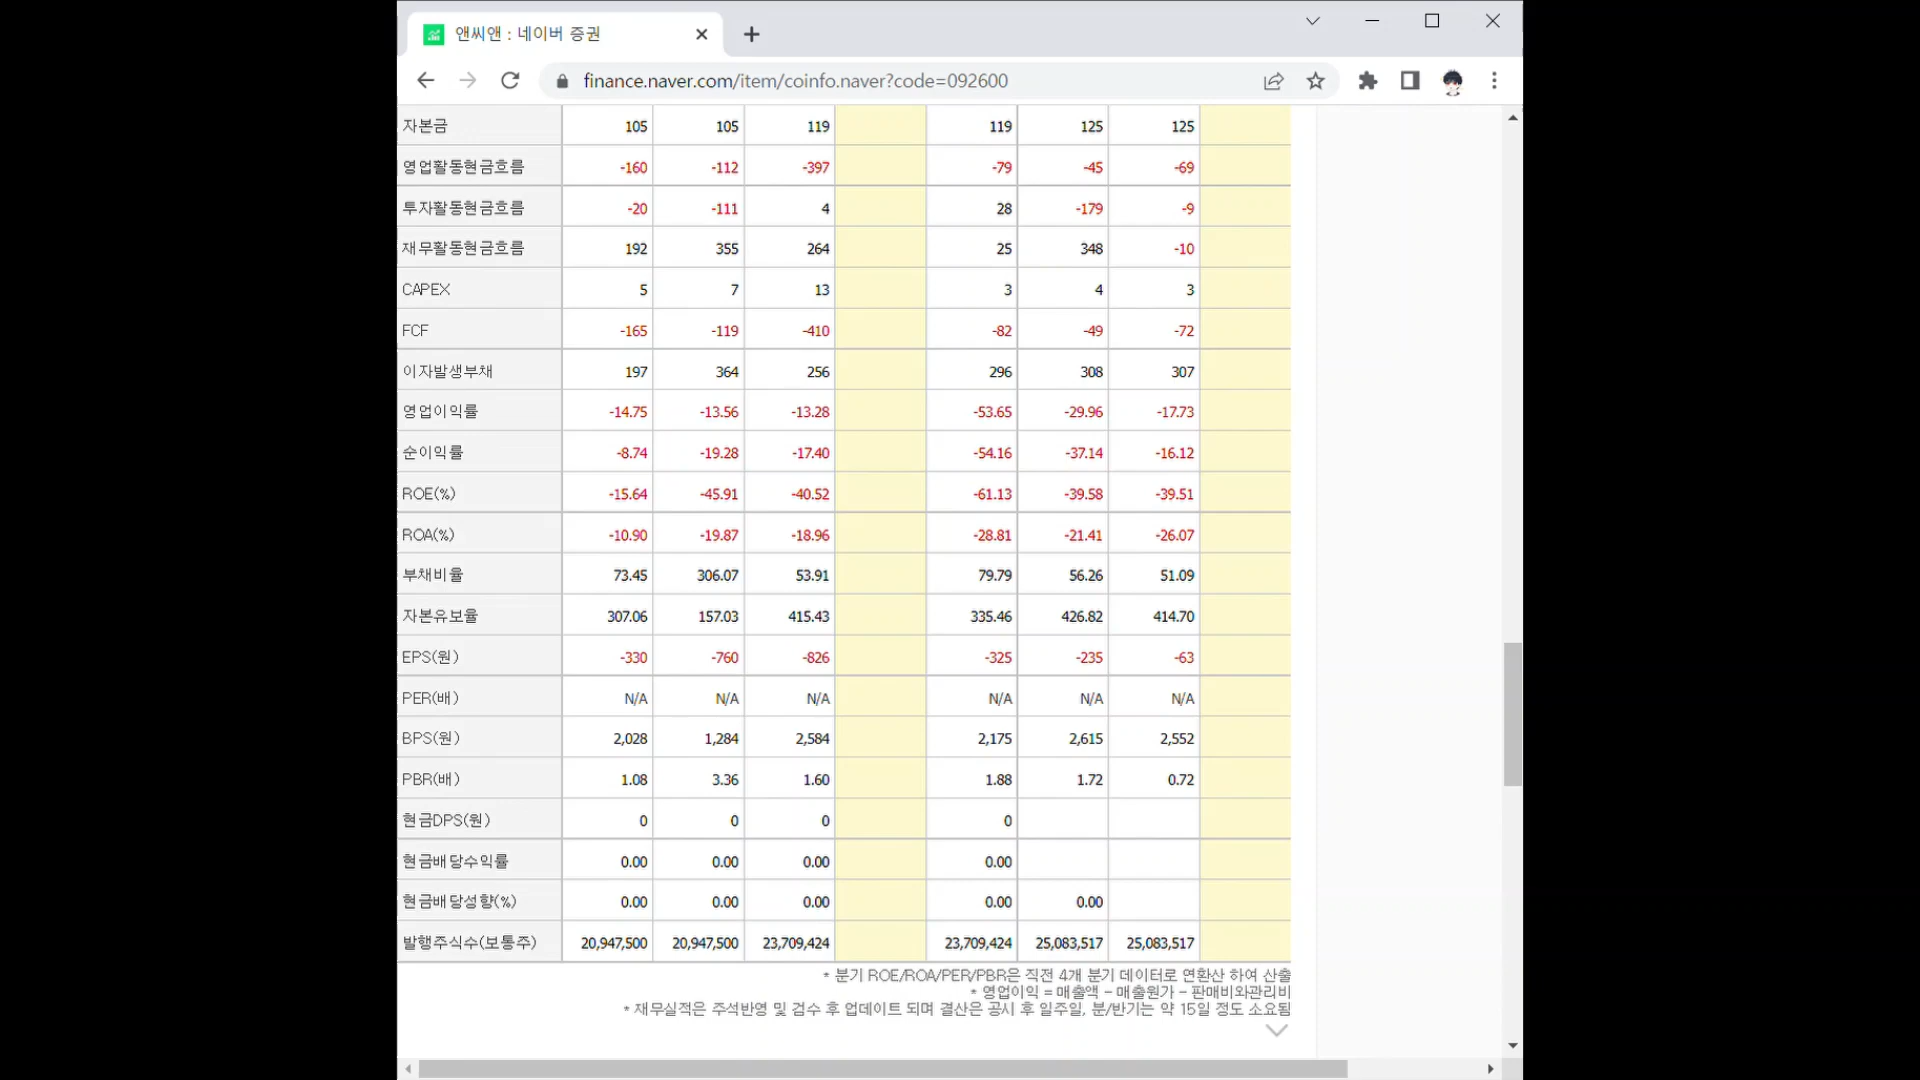 앤씨앤 : 네이버 증권
finance.naver.com/item/coinfo.naver?code=092600
자본금 105 105 119 119 125 125
영업활동현금흐름 -160 -112 -397 -79 -45 -69
투자활동현금흐름 -20 -111 4 28 -179 -9
재무활동현금흐름 192 355 264 25 348 -10
CAPEX 5 7 13 3 4 3
FCF -165 -119 -410 -82 -49 -72
이자발생부채 197 364 256 296 308 307
영업이익률 -14.75 -13.56 -13.28 -53.65 -29.96 -17.73
순이익률 -8.74 -19.28 -17.40 -54.16 -37.14 -16.12
ROE(%) -15.64 -45.91 -40.52 -61.13 -39.58 -39.51
ROA(%) -10.90 -19.87 -18.96 -28.81 -21.41 -26.07
부채비율 73.45 306.07 53.91 79.79 56.26 51.09
자본유보율 307.06 157.03 415.43 335.46 426.82 414.70
EPS(원) -330 -760 -826 -325 -235 -63
PER(배) N/A N/A N/A N/A N/A N/A
BPS(원) 2,028 1,284 2,584 2,175 2,615 2,552
PBR(배) 1.08 3.36 1.60 1.88 1.72 0.72
현금DPS(원) 0 0 0 0
현금배당수익률 0.00 0.00 0.00 0.00
현금배당성향(%) 0.00 0.00 0.00 0.00 0.00
발행주식수(보통주) 20,947,500 20,947,500 23,709,424 23,709,424 25,083,517 25,083,517
* 분기 ROE/ROA/PER/PBR은 직전 4개 분기 데이터로 연환산 하여 산출
* 영업이익 = 매출액 - 매출원가 - 판매비와관리비
* 재무실적은 주석반영 및 검수 후 업데이트 되며 결산은 공시 후 일주일, 분/반기는 약 15일 정도 소요됨